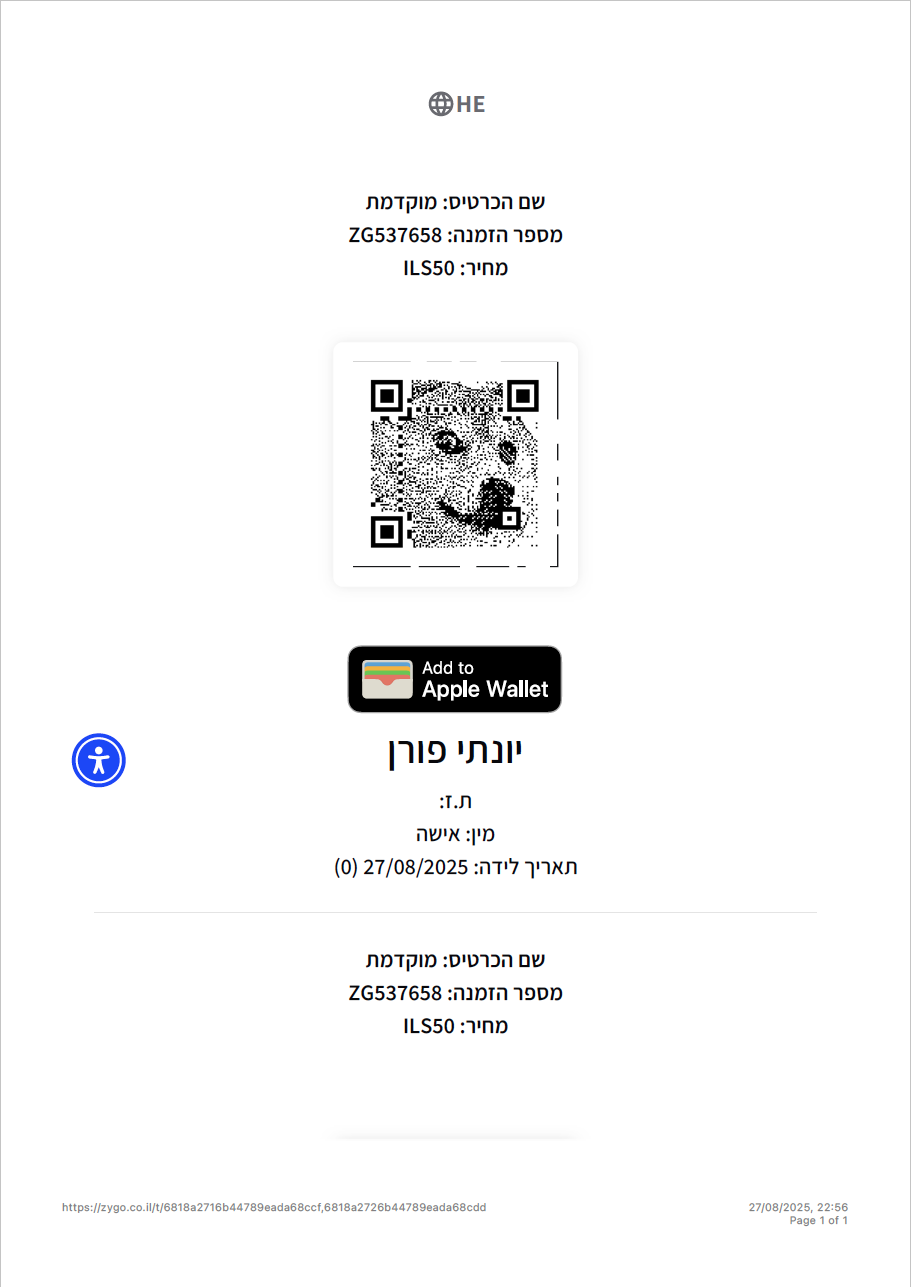 HE
שם הכרטיס: מוקדמת
מספר הזמנה: ZG537658
מחיר: ILS50
Add to
Apple Wallet
יונתי פורן
ת.ז:
מין: אישה
תאריך לידה: 27/08/2025 (0)
שם הכרטיס: מוקדמת
מספר הזמנה: ZG537658
מחיר: ILS50
https://zygo.co.il/t/6818a2716b44789eada68ccf,6818a2726b44789eada68cdd
27/08/2025, 22:56
Page 1 of 1